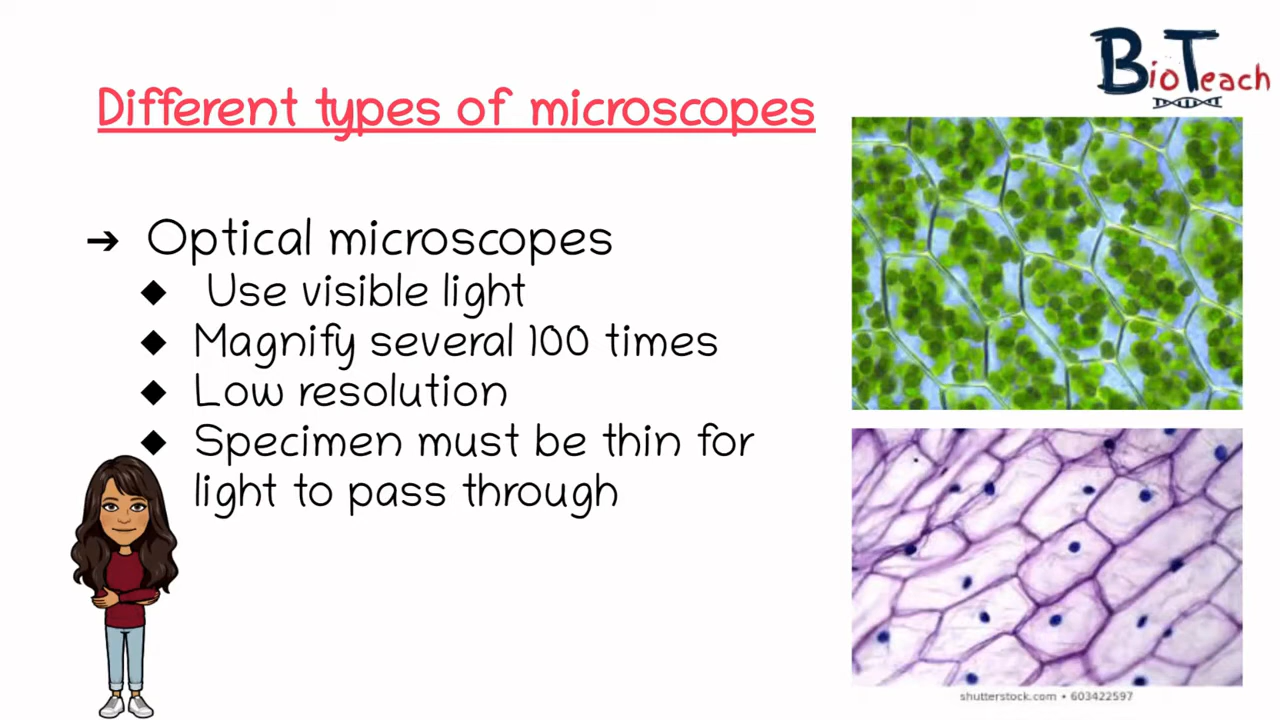 BioTeach
Different types of microscopes
➔ Optical microscopes
◆ Use visible light
◆ Magnify several 100 times
◆ Low resolution
◆ Specimen must be thin for
light to pass through
shutterstock.com • 603422597